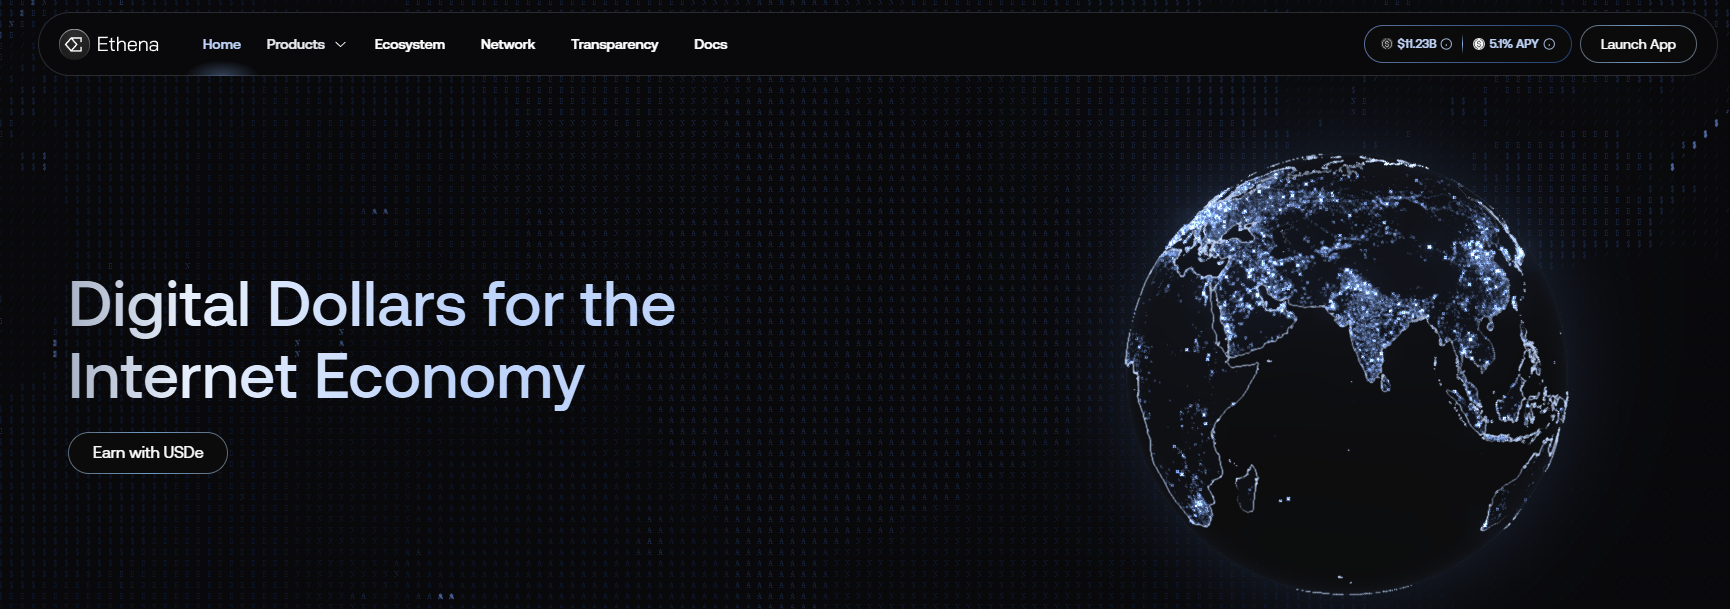 Ethena
Home Products Ecosystem Network Transparency Docs
$11.23B 5.1% APY Launch App
Digital Dollars for the
Internet Economy
Earn with USDe